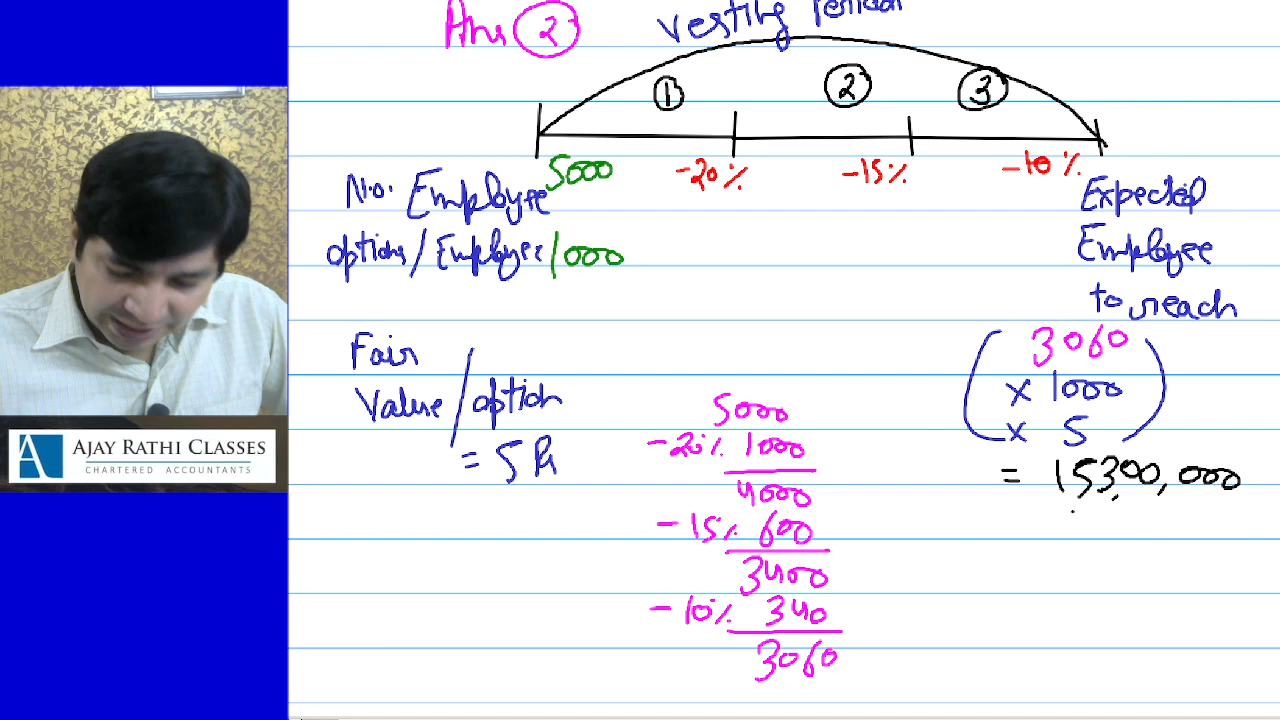 Ans 2
Vesting Period
1 2 3
5000 -20% -15% -10%
No. Employee
options/Employee 1000
Expected
Employee
to reach
Fair
Value/option
= 5 R
3060
x 1000
x 5
= 15300,000
5000
-20% 1000
4000
-15% 600
3400
-10% 340
3060
AJAY RATHI CLASSES
CHARTERED ACCOUNTANTS